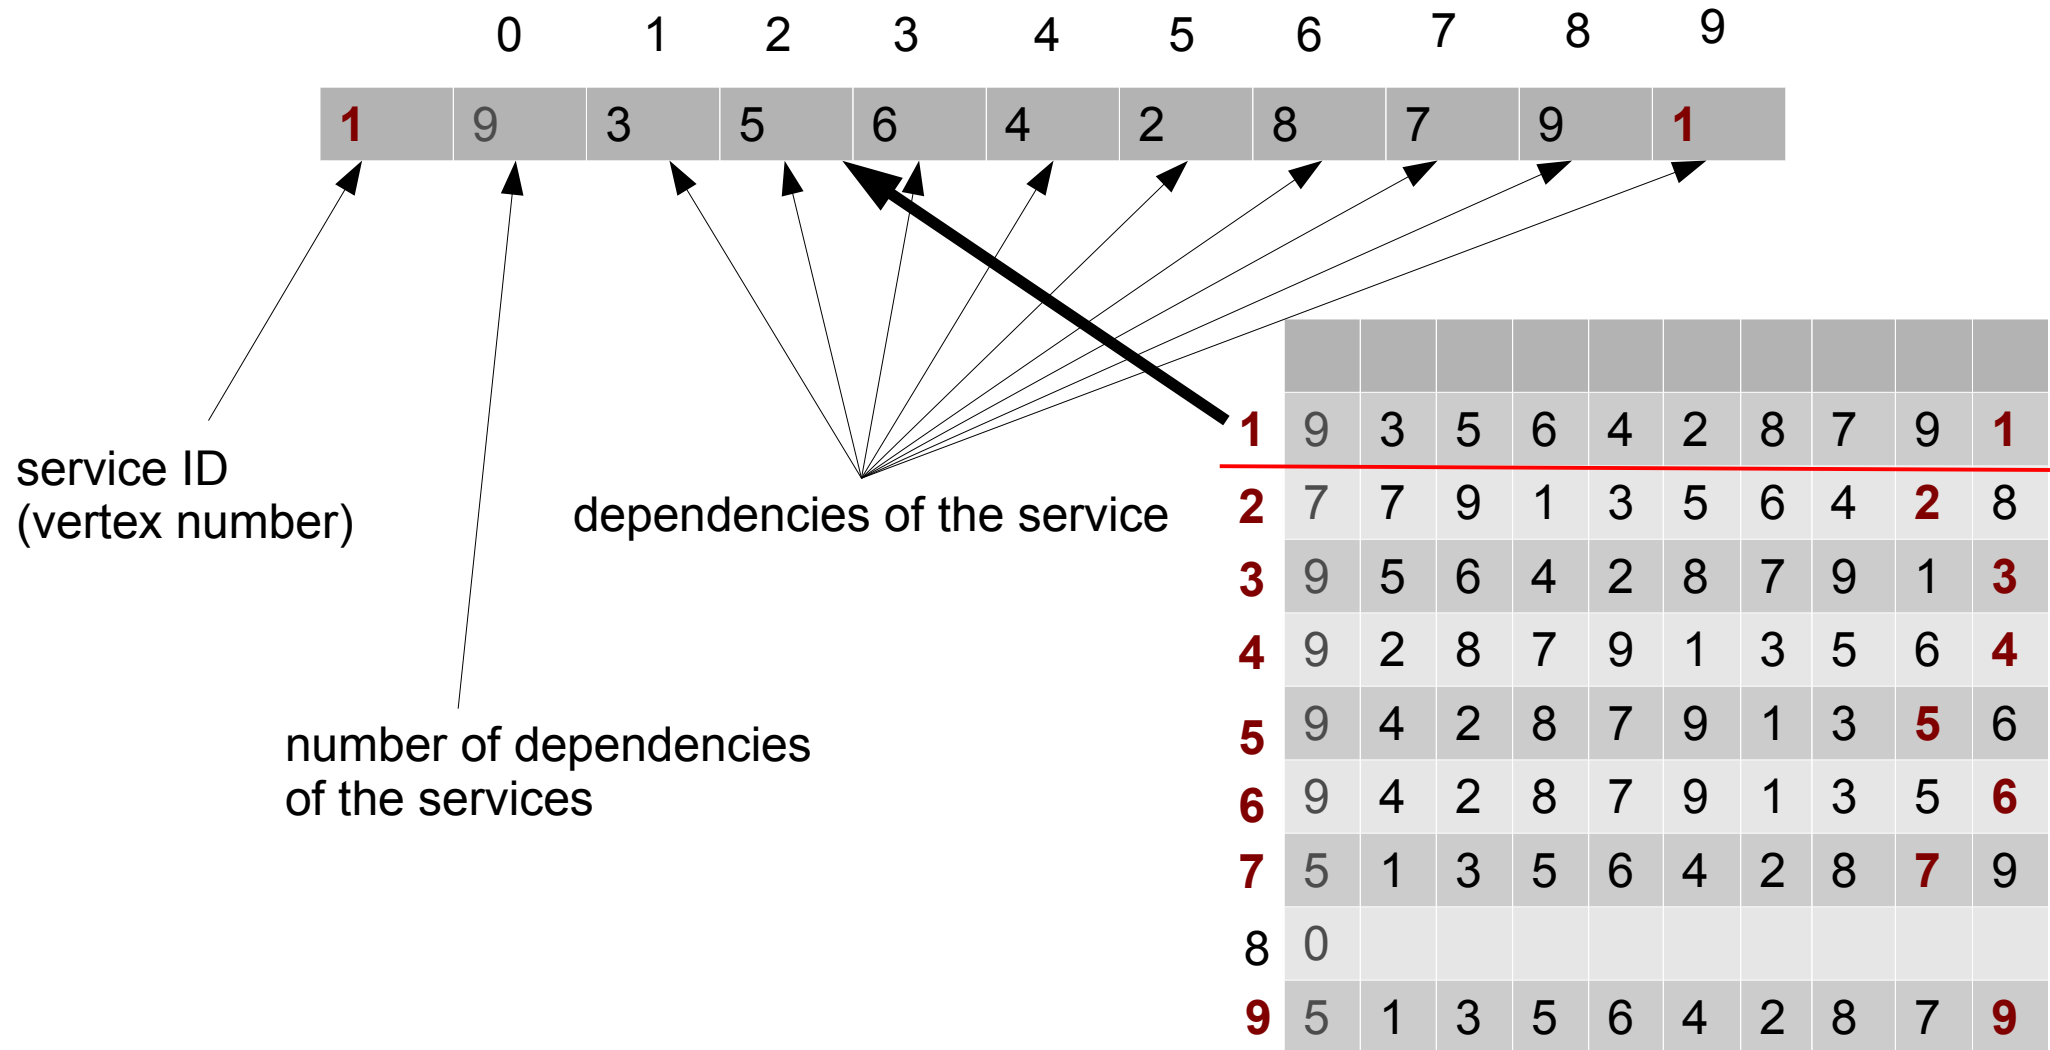 0 1 2 3 4 5 6 7 8 9
1 9 3 5 6 4 2 8 7 9 1
service ID
(vertex number)
dependencies of the service
number of dependencies
of the services
1 9 3 5 6 4 2 8 7 9 1
2 7 7 9 1 3 5 6 4 2 8
3 9 5 6 4 2 8 7 9 1 3
4 9 2 8 7 9 1 3 5 6 4
5 9 4 2 8 7 9 1 3 5 6
6 9 4 2 8 7 9 1 3 5 6
7 5 1 3 5 6 4 2 8 7 9
8 0
9 5 1 3 5 6 4 2 8 7 9